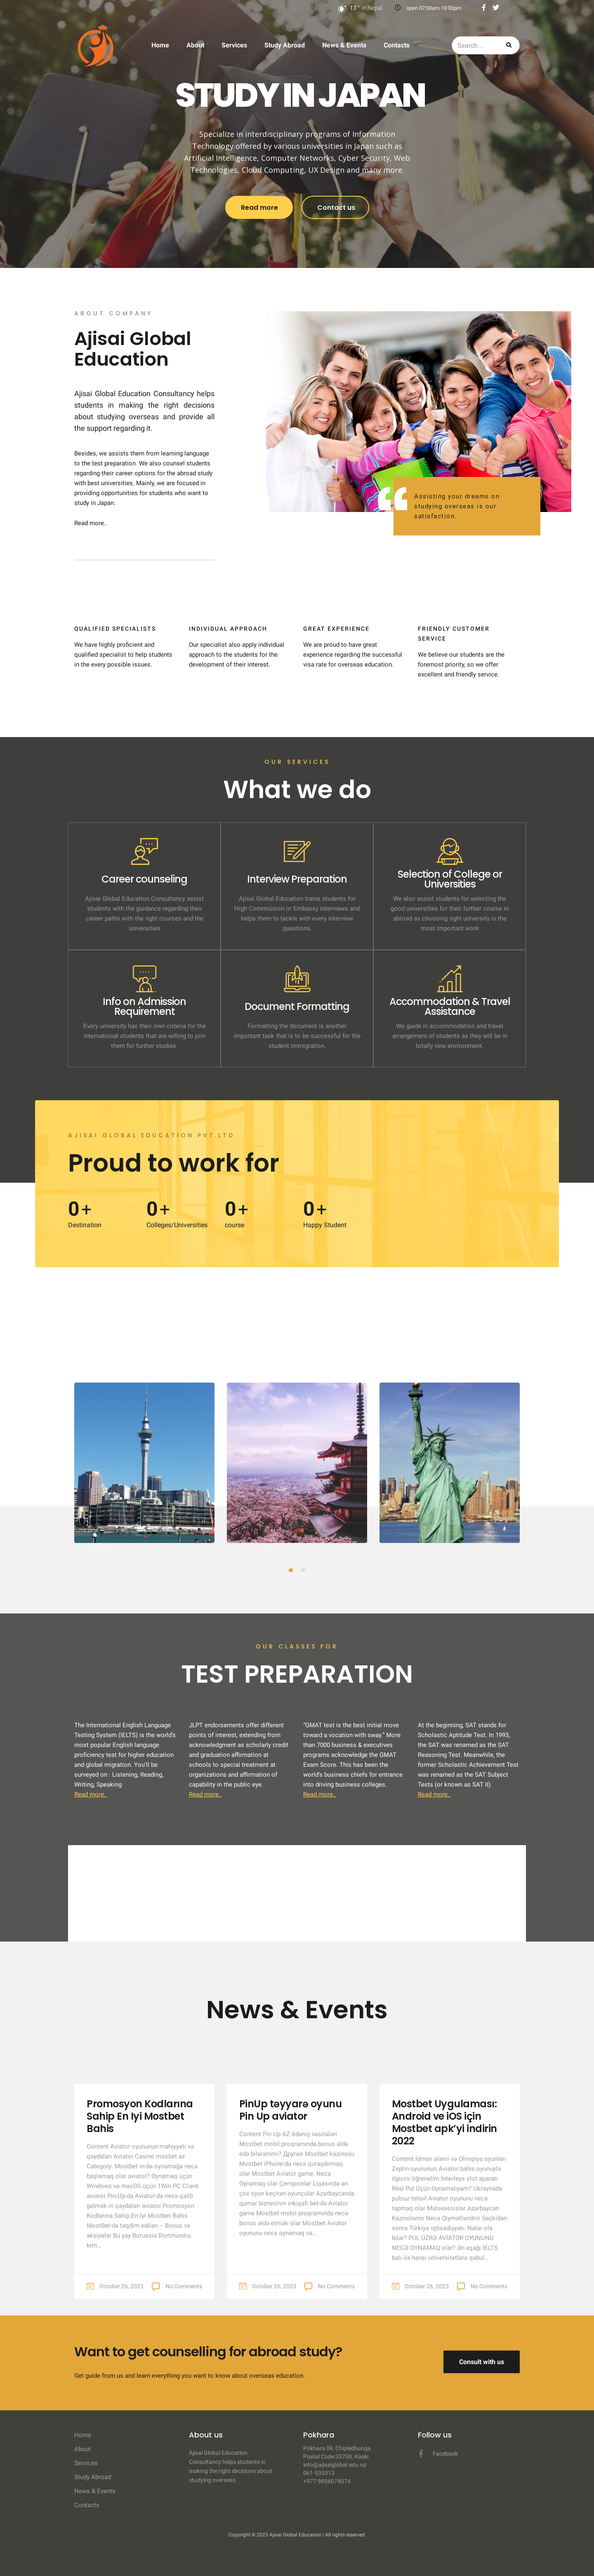 13° in Nepal
open 07:00am-18:00pm
Home About Services Study Abroad News & Events Contacts
Search...
STUDY IN JAPAN
Specialize in interdisciplinary programs of Information
Technology offered by various universities in Japan such as
Artificial Intelligence, Computer Networks, Cyber Security, Web
Technologies, Cloud Computing, UX Design and many more.
Read more
Contact us
ABOUT COMPANY
Ajisai Global
Education
Ajisai Global Education Consultancy helps
students in making the right decisions
about studying overseas and provide all
the support regarding it.
Besides, we assists them from learning language
to the test preparation. We also counsel students
regarding their career options for the abroad study
with best universities. Mainly, we are focused in
providing opportunities for students who want to
study in Japan.
Read more..
Assisting your dreams on
studying overseas is our
satisfaction.
QUALIFIED SPECIALISTS
We have highly proficient and
qualified specialist to help students
in the every possible issues.
INDIVIDUAL APPROACH
Our specialist also apply individual
approach to the students for the
development of their interest.
GREAT EXPERIENCE
We are proud to have great
experience regarding the successful
visa rate for overseas education.
FRIENDLY CUSTOMER
SERVICE
We believe our students are the
foremost priority, so we offer
excellent and friendly service.
OUR SERVICES
What we do
Career counseling
Ajisai Global Education Consultancy assist
students with the guidance regarding their
career paths with the right courses and the
universities
Interview Preparation
Ajisai Global Education trains students for
High Commission or Embassy interviews and
helps them to tackle with every interview
questions.
Selection of College or
Universities
We also assist students for selecting the
good universities for their further course in
abroad as choosing right university is the
most important work
Info on Admission
Requirement
Every university has their own criteria for the
international students that are willing to join
them for further studies.
Document Formatting
Formatting the document is another
important task that is to be successful for the
student immigration.
Accommodation & Travel
Assistance
We guide in accommodation and travel
arrangement of students as they will be in
totally new environment.
AJISAI GLOBAL EDUCATION PVT.LTD.
Proud to work for
0+
Destination
0+
Colleges/Universities
0+
course
0+
Happy Student
OUR CLASSES FOR
TEST PREPARATION
The International English Language
Testing System (IELTS) is the world's
most popular English language
proficiency test for higher education
and global migration. You'll be
surveyed on : Listening, Reading,
Writing, Speaking
Read more..
JLPT endorsements offer different
points of interest, extending from
acknowledgment as scholarly credit
and graduation affirmation at
schools to special treatment at
organizations and affirmation of
capability in the public eye.
Read more..
"GMAT test is the best initial move
toward a vocation with sway." More
than 7000 business & executives
programs acknowledge the GMAT
Exam Score. This has been the
world's business chiefs for entrance
into driving business colleges.
Read more..
At the beginning, SAT stands for
Scholastic Aptitude Test. In 1993,
the SAT was renamed as the SAT
Reasoning Test. Meanwhile, the
former Scholastic Achievement Test
was renamed as the SAT Subject
Tests (or known as SAT II).
Read more..
News & Events
Promosyon Kodlarına
Sahip En Iyi Mostbet
Bahis
Content Aviator oyununun mahiyyəti və
qaydaları Aviator Casino mosbet az
Category: Mostbet in-də oynamağa necə
başlamaq olar aviator? Oynamaq üçün
Windows və macOS üçün 1Win PC Client
aviator Pin-Up-da Aviator-da necə qalib
gəlmək in qaydaları aviator Promosyon
Kodlarına Sahip En Iyi Mostbet Bahis
MostBet-də təqdim edilən – Bonus və
aksiyalar Bu yay Borussia Dortmund-u
kim…
October 26, 2023 No Comments
PinUp təyyarə oyunu
Pin Up aviator
Content Pin Up AZ ödəniş vasitələri
Mostbet mobil proqramında bonus əldə
edə bilərəmmi? Другие Mostbet kazinosu
Mostbet iPhone-da necə quraşdırmaq
olar Mostbet Aviator game: Necə
Oynamaq olar Çempionlar Liqasında ən
çox oyun keçirən oyunçular Azərbaycanda
qumar biznesinin inkişafı bet-də Aviator
game Mostbet mobil proqramında necə
bonus əldə etmək olar Mostbet Aviator
oyununu necə oynamaq və…
October 26, 2023 No Comments
Mostbet Uygulaması:
Android ve iOS için
Mostbet apk'yi indirin
2022
Content İdman aləmi və Olimpiya oyunları
Zeplin oyununun Aviator bahis oyunuyla
ilgisini öğrenelim İnterfeys slot aparatı
Real Pul Üçün Oynamalıyam? Ukraynada
pulsuz təhsil Aviator oyununu necə
tapmaq olar Mütəxəssislər Azərbaycan
Kazinolarını Necə Qiymətləndirir Seçkidən
sonra Türkiyə iqtisadiyyatı: Nələr ola
bilər? PUL ÜZRƏ AVİATOR OYUNUNU
NECƏ OYNAMAQ olar? Ən aşağı IELTS
balı ilə hansı universitetlərə qəbul…
October 26, 2023 No Comments
Want to get counselling for abroad study?
Get guide from us and learn everything you want to know about overseas education.
Consult with us
Home
About
Services
Study Abroad
News & Events
Contacts
About us
Ajisai Global Education
Consultancy helps students in
making the right decisions about
studying overseas
Pokhara
Pokhara 09, Chipledhunga
Postal Code:33700, Kaski
info@ajisaiglobal.edu.np
061-535313
+977 9856074074
Follow us
Facebook
Copyright © 2023 Ajisai Global Education | All rights reserved.